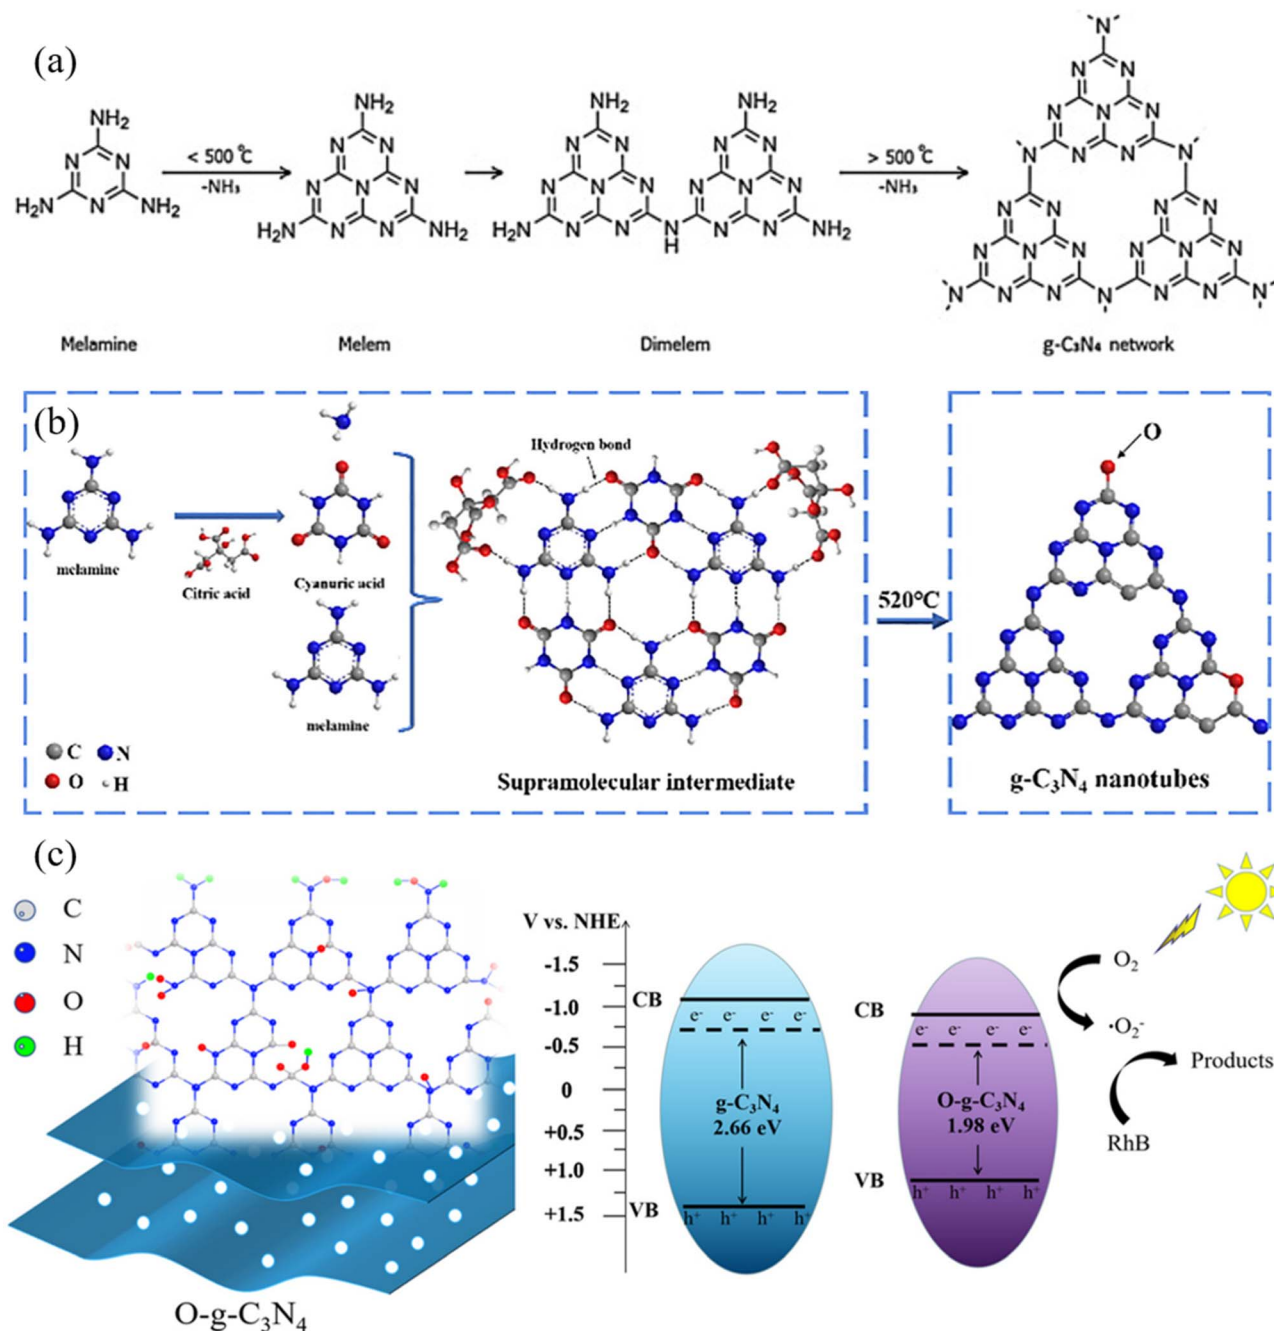 (a)
NH2
N N
H2N N NH2
< 500 ℃
-NH3
NH2
N N
N N N
H2N N N NH2
NH2 NH2
N N N N
N N N N N N
H2N N N N N N NH2
H
> 500 ℃
-NH3
N
N N
N N N
N N N N
N N N N
N N N N N N
N N N N N N N
Melamine
Melem
Dimelem
g-C₃N₄ network
(b)
melamine
Citric acid
Cyanuric acid
melamine
Hydrogen bond
Supramolecular intermediate
C N
O H
520℃
O
g-C₃N₄ nanotubes
(c)
C
N
O
H
O-g-C₃N₄
V vs. NHE
-1.5
-1.0
-0.5
0
+0.5
+1.0
+1.5
CB
e⁻ e⁻ e⁻ e⁻
g-C₃N₄
2.66 eV
VB
h⁺ h⁺ h⁺ h⁺
CB
e⁻ e⁻ e⁻ e⁻
O-g-C₃N₄
1.98 eV
VB
h⁺ h⁺ h⁺ h⁺
O₂
·O₂⁻
Products
RhB